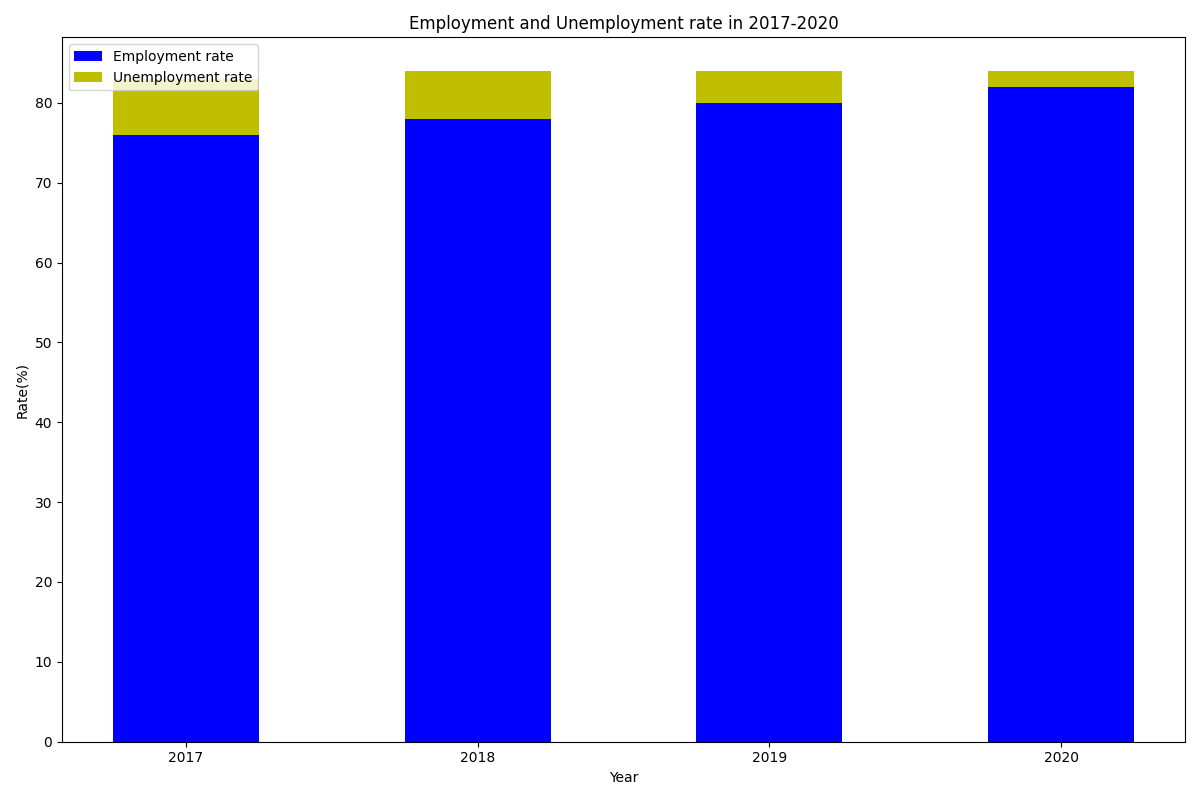 Employment and Unemployment rate in 2017-2020
Employment rate
Unemployment rate
80
70
60
50
40
30
20
10
0
Rate(%)
2017
2018
2019
2020
Year